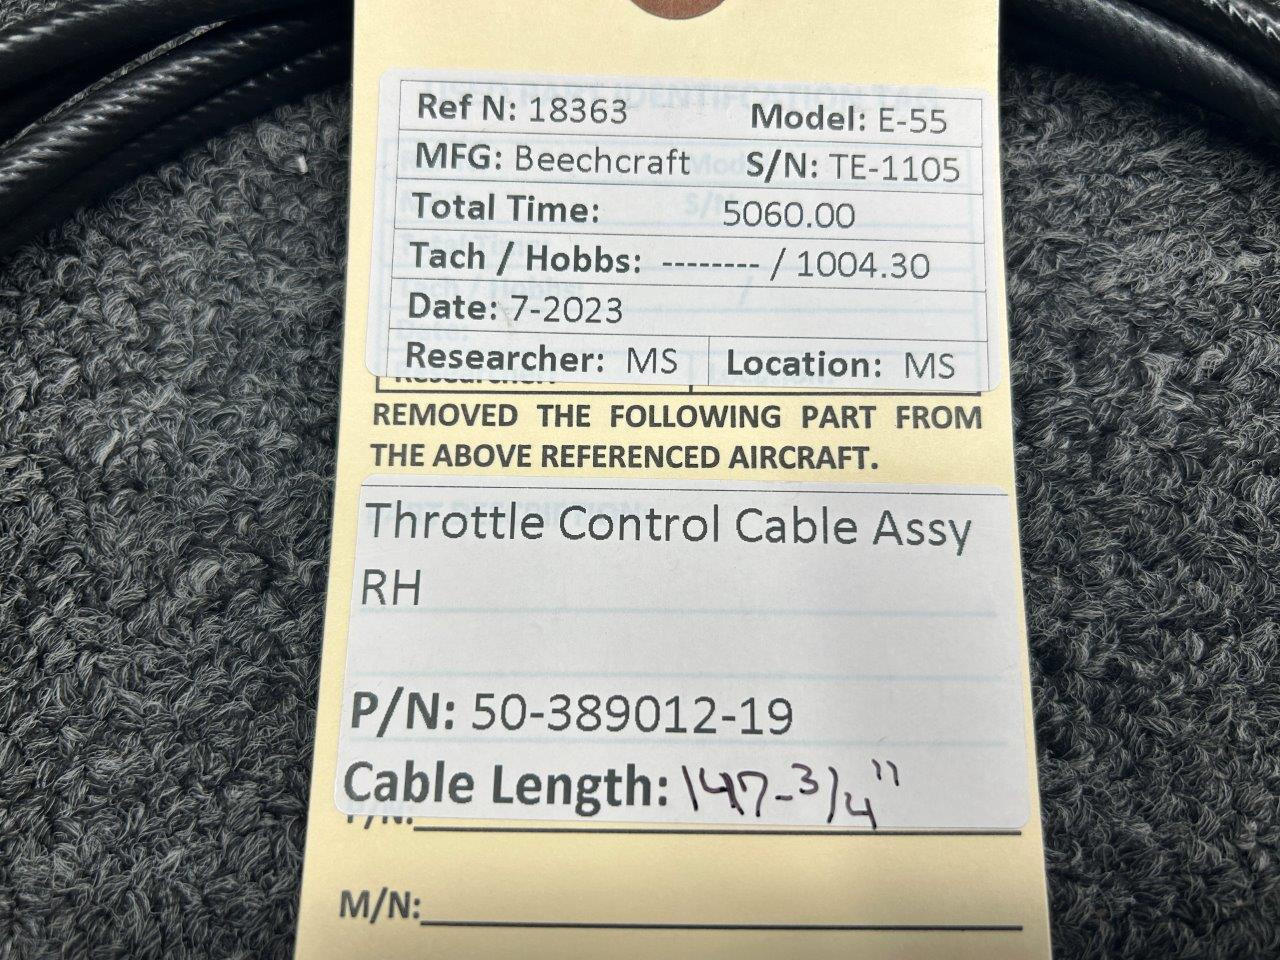 Ref N: 18363 Model: E-55
MFG: Beechcraft S/N: TE-1105
Total Time: 5060.00
Tach / Hobbs: -------- / 1004.30
Date: 7-2023
Researcher: MS Location: MS
REMOVED THE FOLLOWING PART FROM
THE ABOVE REFERENCED AIRCRAFT.
Throttle Control Cable Assy
RH
P/N: 50-389012-19
Cable Length: 147-3/4"
P/N:
M/N: